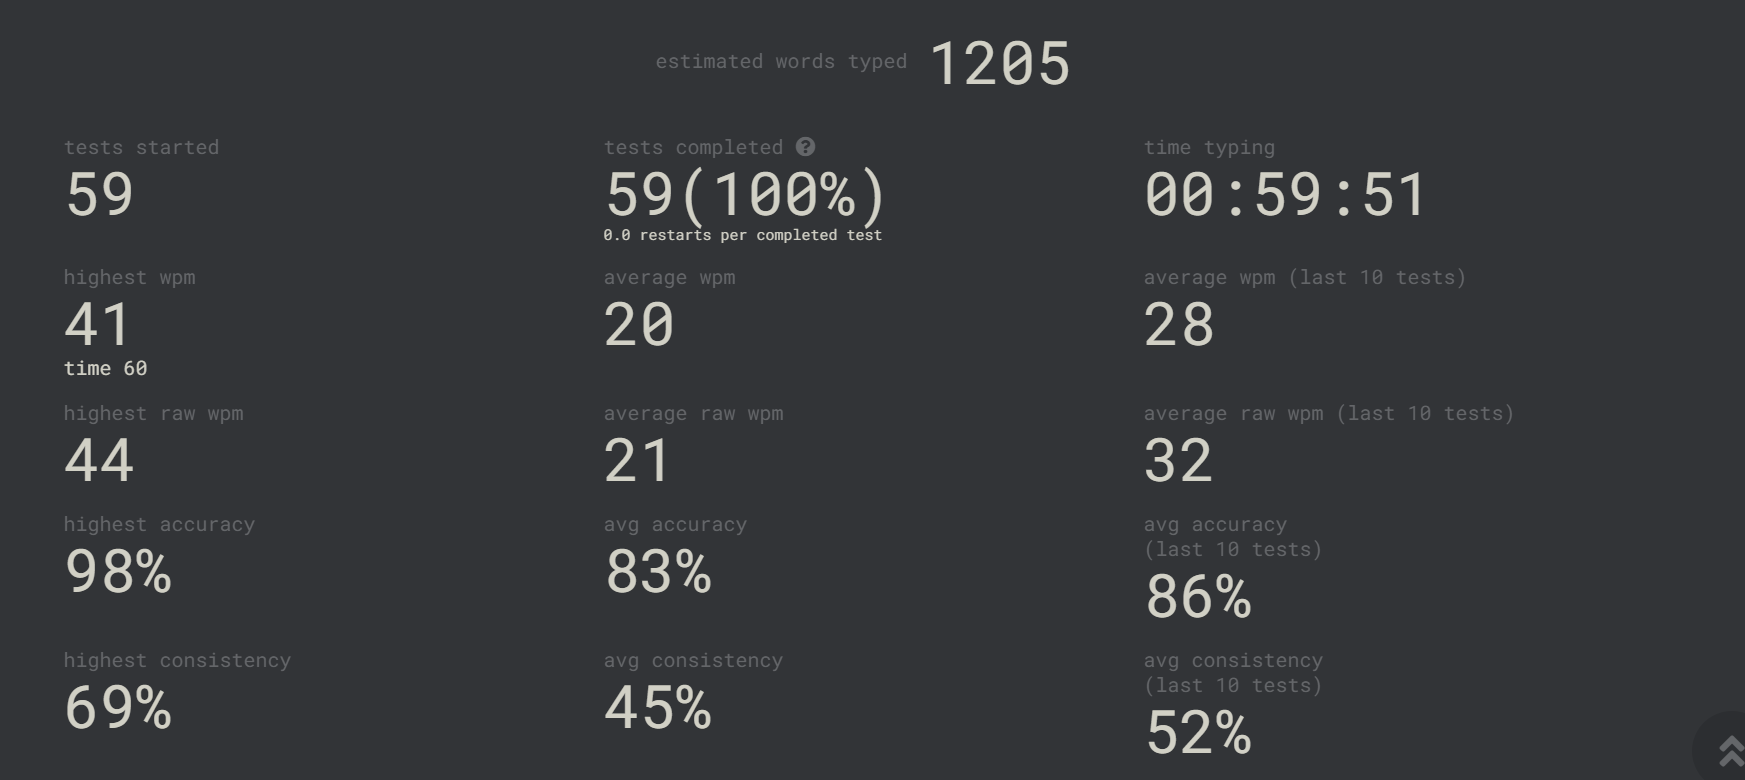 estimated words typed 1205
tests started
59
tests completed ?
59(100%)
0.0 restarts per completed test
time typing
00:59:51
highest wpm
41
time 60
average wpm
20
average wpm (last 10 tests)
28
highest raw wpm
44
average raw wpm
21
average raw wpm (last 10 tests)
32
highest accuracy
98%
avg accuracy
83%
avg accuracy
(last 10 tests)
86%
highest consistency
69%
avg consistency
45%
avg consistency
(last 10 tests)
52%